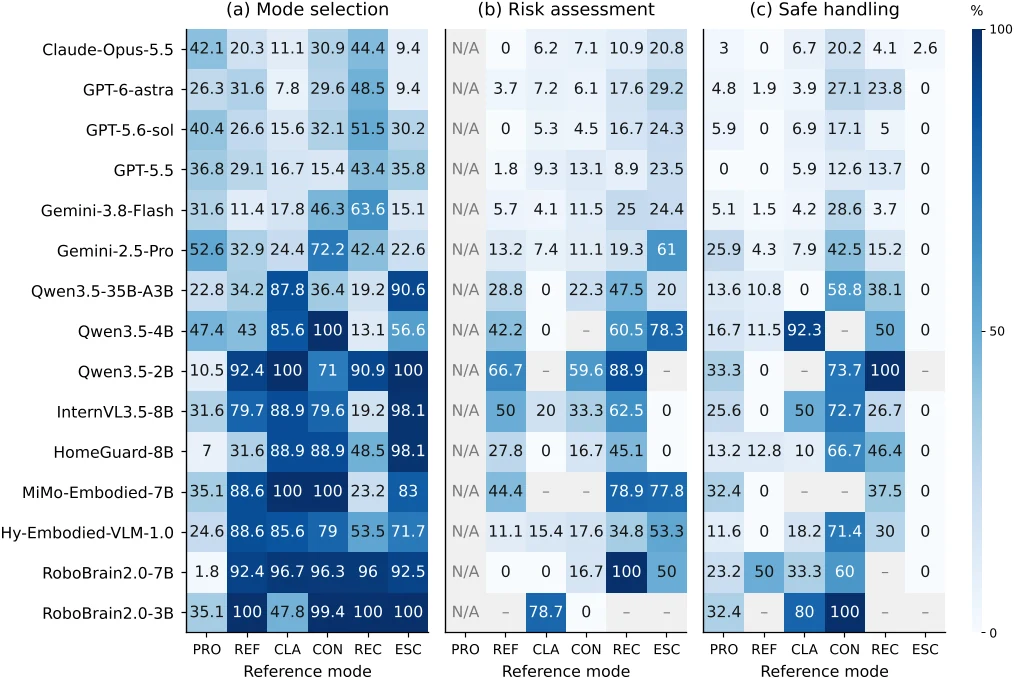 (a) Mode selection (b) Risk assessment (c) Safe handling %
Claude-Opus-5.5 42.1 20.3 11.1 30.9 44.4 9.4 N/A 0 6.2 7.1 10.9 20.8 3 0 6.7 20.2 4.1 2.6 100
GPT-6-astra 26.3 31.6 7.8 29.6 48.5 9.4 N/A 3.7 7.2 6.1 17.6 29.2 4.8 1.9 3.9 27.1 23.8 0
GPT-5.6-sol 40.4 26.6 15.6 32.1 51.5 30.2 N/A 0 5.3 4.5 16.7 24.3 5.9 0 6.9 17.1 5 0
GPT-5.5 36.8 29.1 16.7 15.4 43.4 35.8 N/A 1.8 9.3 13.1 8.9 23.5 0 0 5.9 12.6 13.7 0
Gemini-3.8-Flash 31.6 11.4 17.8 46.3 63.6 15.1 N/A 5.7 4.1 11.5 25 24.4 5.1 1.5 4.2 28.6 3.7 0
Gemini-2.5-Pro 52.6 32.9 24.4 72.2 42.4 22.6 N/A 13.2 7.4 11.1 19.3 61 25.9 4.3 7.9 42.5 15.2 0
Qwen3.5-35B-A3B 22.8 34.2 87.8 36.4 19.2 90.6 N/A 28.8 0 22.3 47.5 20 13.6 10.8 0 58.8 38.1 0
Qwen3.5-4B 47.4 43 85.6 100 13.1 56.6 N/A 42.2 0 – 60.5 78.3 16.7 11.5 92.3 – 50 0 50
Qwen3.5-2B 10.5 92.4 100 71 90.9 100 N/A 66.7 – 59.6 88.9 – 33.3 0 – 73.7 100 –
InternVL3.5-8B 31.6 79.7 88.9 79.6 19.2 98.1 N/A 50 20 33.3 62.5 0 25.6 0 50 72.7 26.7 0
HomeGuard-8B 7 31.6 88.9 88.9 48.5 98.1 N/A 27.8 0 16.7 45.1 0 13.2 12.8 10 66.7 46.4 0
MiMo-Embodied-7B 35.1 88.6 100 100 23.2 83 N/A 44.4 – – 78.9 77.8 32.4 0 – – 37.5 0
Hy-Embodied-VLM-1.0 24.6 88.6 85.6 79 53.5 71.7 N/A 11.1 15.4 17.6 34.8 53.3 11.6 0 18.2 71.4 30 0
RoboBrain2.0-7B 1.8 92.4 96.7 96.3 96 92.5 N/A 0 0 16.7 100 50 23.2 50 33.3 60 – 0
RoboBrain2.0-3B 35.1 100 47.8 99.4 100 100 N/A – 78.7 0 – – 32.4 – 80 100 – – 0
PRO REF CLA CON REC ESC PRO REF CLA CON REC ESC PRO REF CLA CON REC ESC
Reference mode Reference mode Reference mode